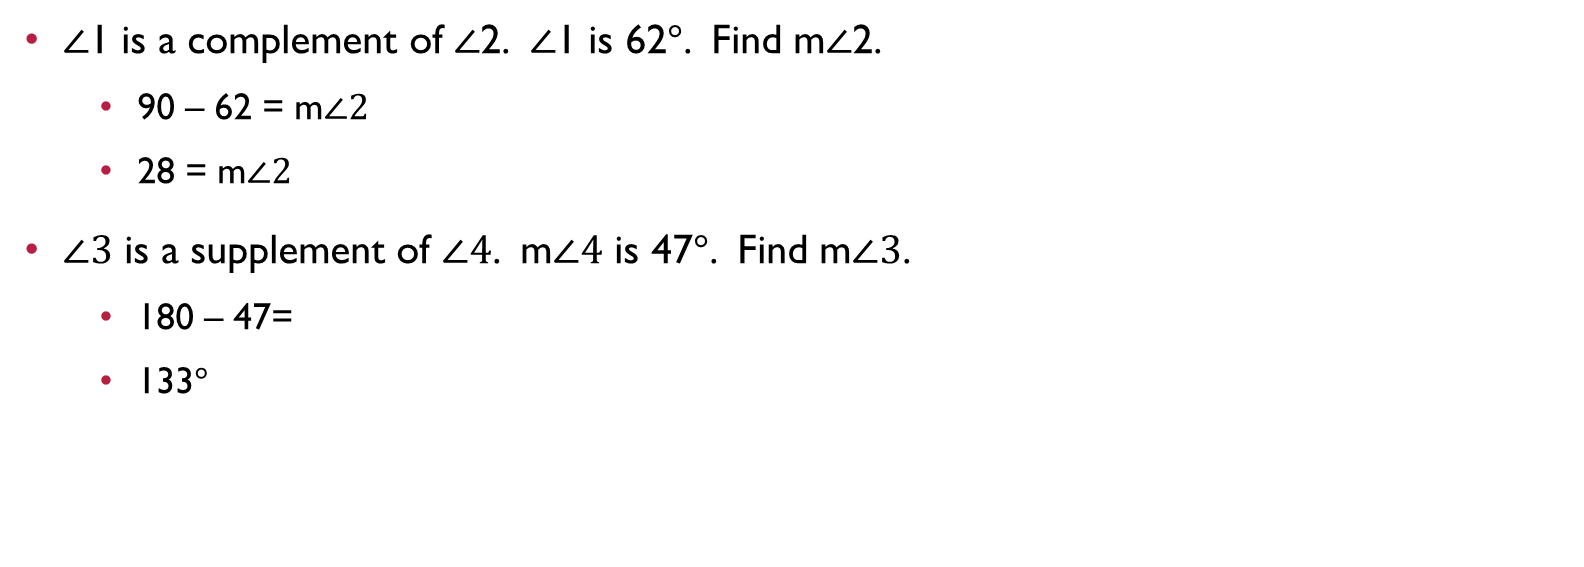 • ∠1 is a complement of ∠2. ∠1 is 62°. Find m∠2.
• 90 – 62 = m∠2
• 28 = m∠2
• ∠3 is a supplement of ∠4. m∠4 is 47°. Find m∠3.
• 180 – 47=
• 133°